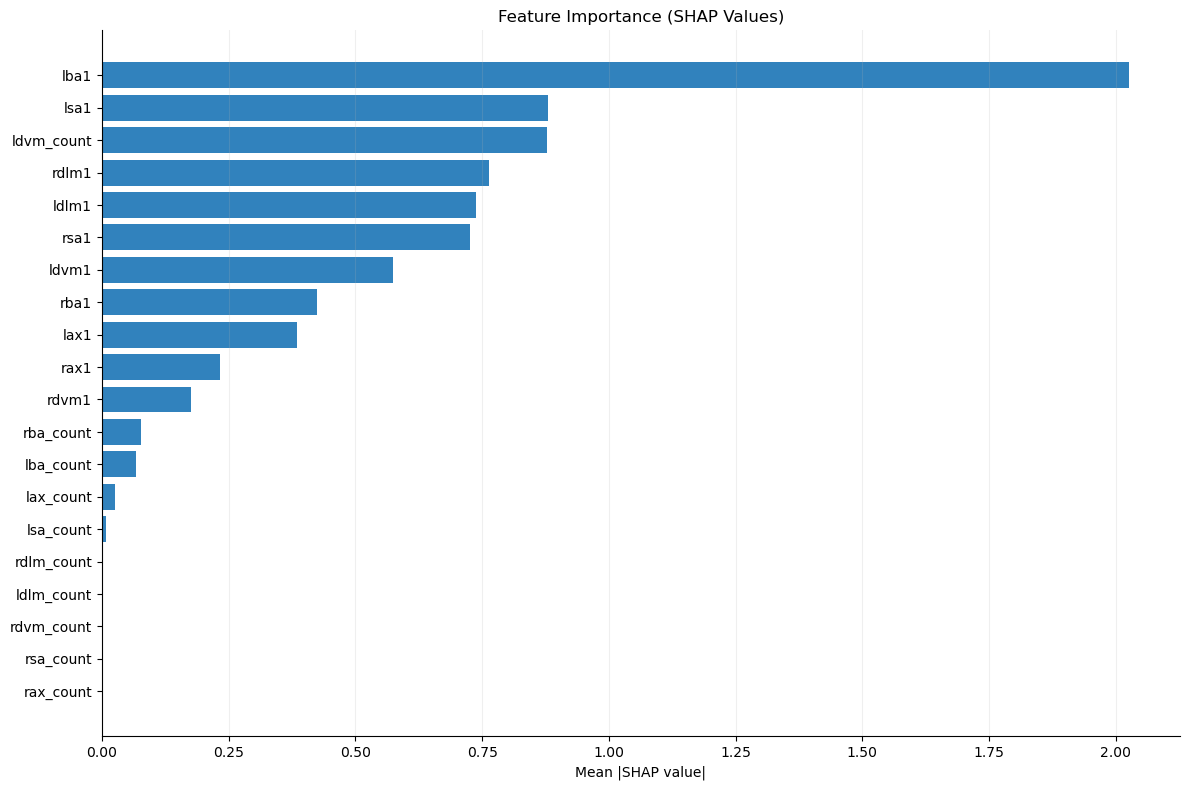 Feature Importance (SHAP Values)
lba1
lsa1
ldvm_count
rdlm1
ldlm1
rsa1
ldvm1
rba1
lax1
rax1
rdvm1
rba_count
lba_count
lax_count
lsa_count
rdlm_count
ldlm_count
rdvm_count
rsa_count
rax_count
0.00 0.25 0.50 0.75 1.00 1.25 1.50 1.75 2.00
Mean |SHAP value|